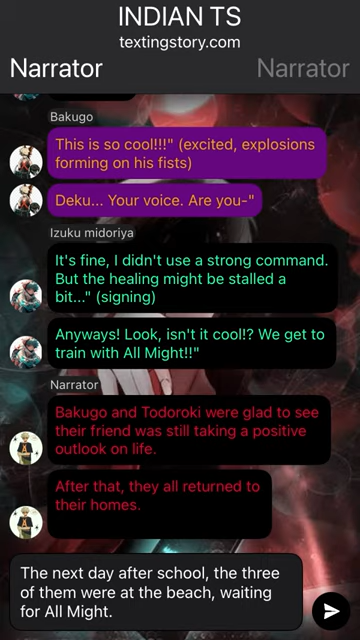 INDIAN TS
textingstory.com
Narrator
Narrator
Bakugo
This is so cool!!!" (excited, explosions
forming on his fists)
Deku... Your voice. Are you-"
Izuku midoriya
It's fine, I didn't use a strong command.
But the healing might be stalled a
bit..." (signing)
Anyways! Look, isn't it cool!? We get to
train with All Might!!"
Narrator
Bakugo and Todoroki were glad to see
their friend was still taking a positive
outlook on life.
After that, they all returned to
their homes.
The next day after school, the three
of them were at the beach, waiting
for All Might.